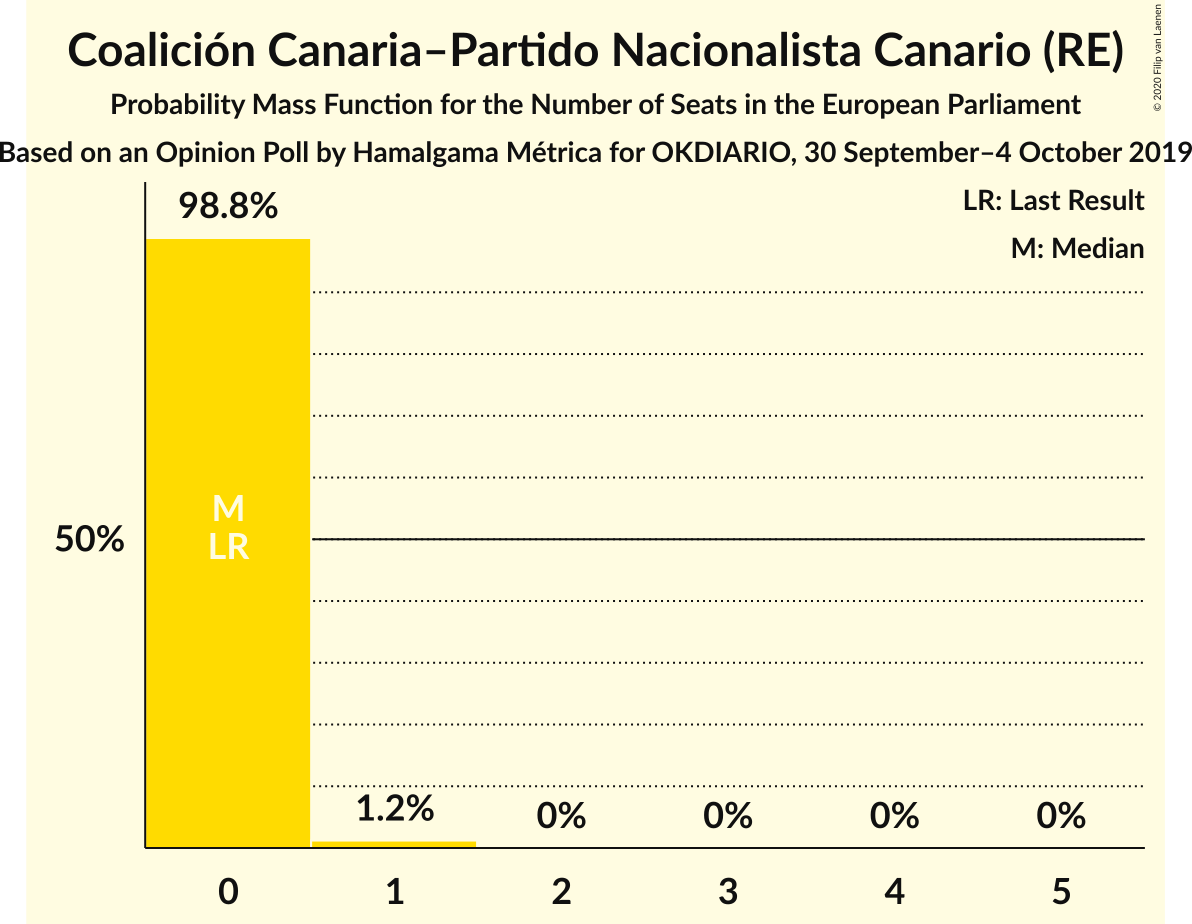 Coalición Canaria–Partido Nacionalista Canario (RE)
Probability Mass Function for the Number of Seats in the European Parliament
Based on an Opinion Poll by Hamalgama Métrica for OKDIARIO, 30 September–4 October 2019
© 2020 Filip van Laenen
LR: Last Result
M: Median
98.8%
M
LR
50%
1.2%
0%
0%
0%
0%
0
1
2
3
4
5